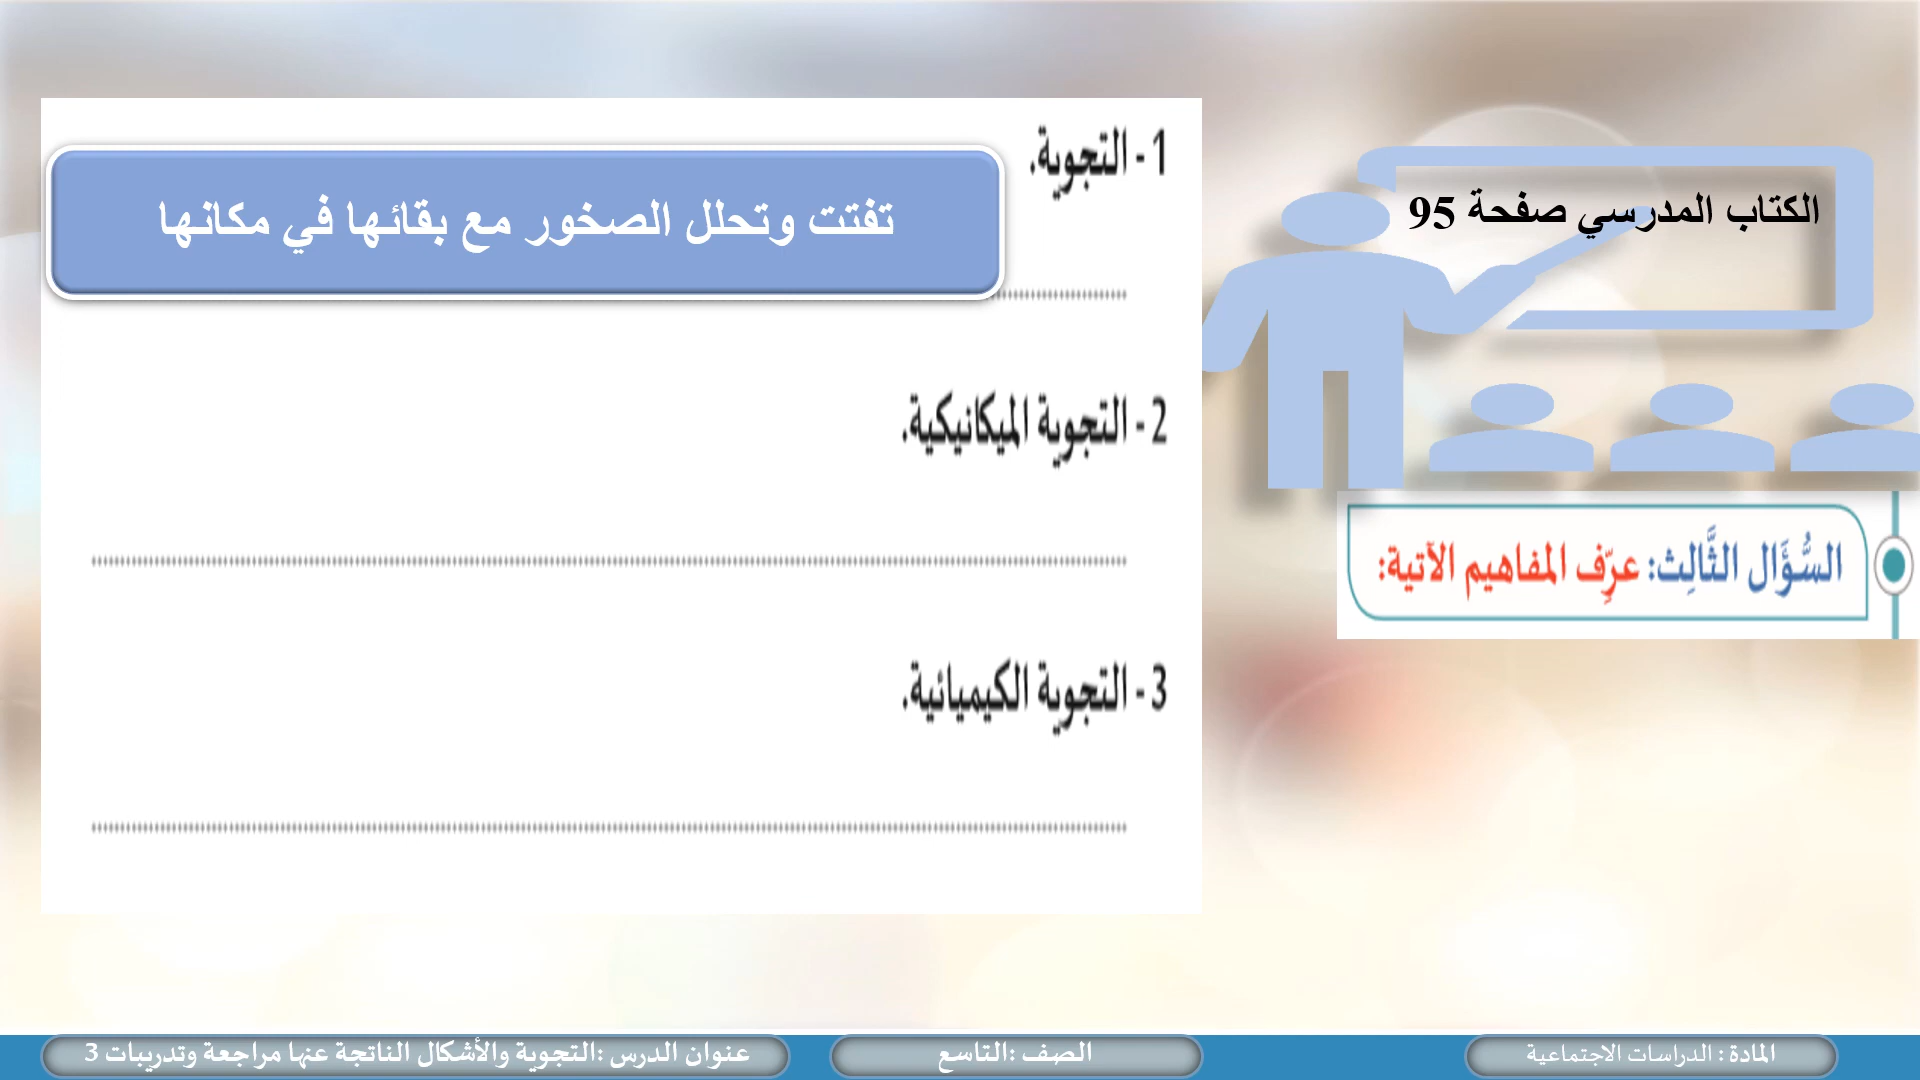 الكتاب المدرسي صفحة 95
السُّؤَال الثَّالِث: عرِّف المفاهيم الآتية:
1 - التجوية.
تفتت وتحلل الصخور مع بقائها في مكانها
2 - التجوية الميكانيكية.
3 - التجوية الكيميائية.
المادة : الدراسات الاجتماعية
الصف :التاسع
عنوان الدرس :التجوية والأشكال الناتجة عنها مراجعة وتدريبات 3